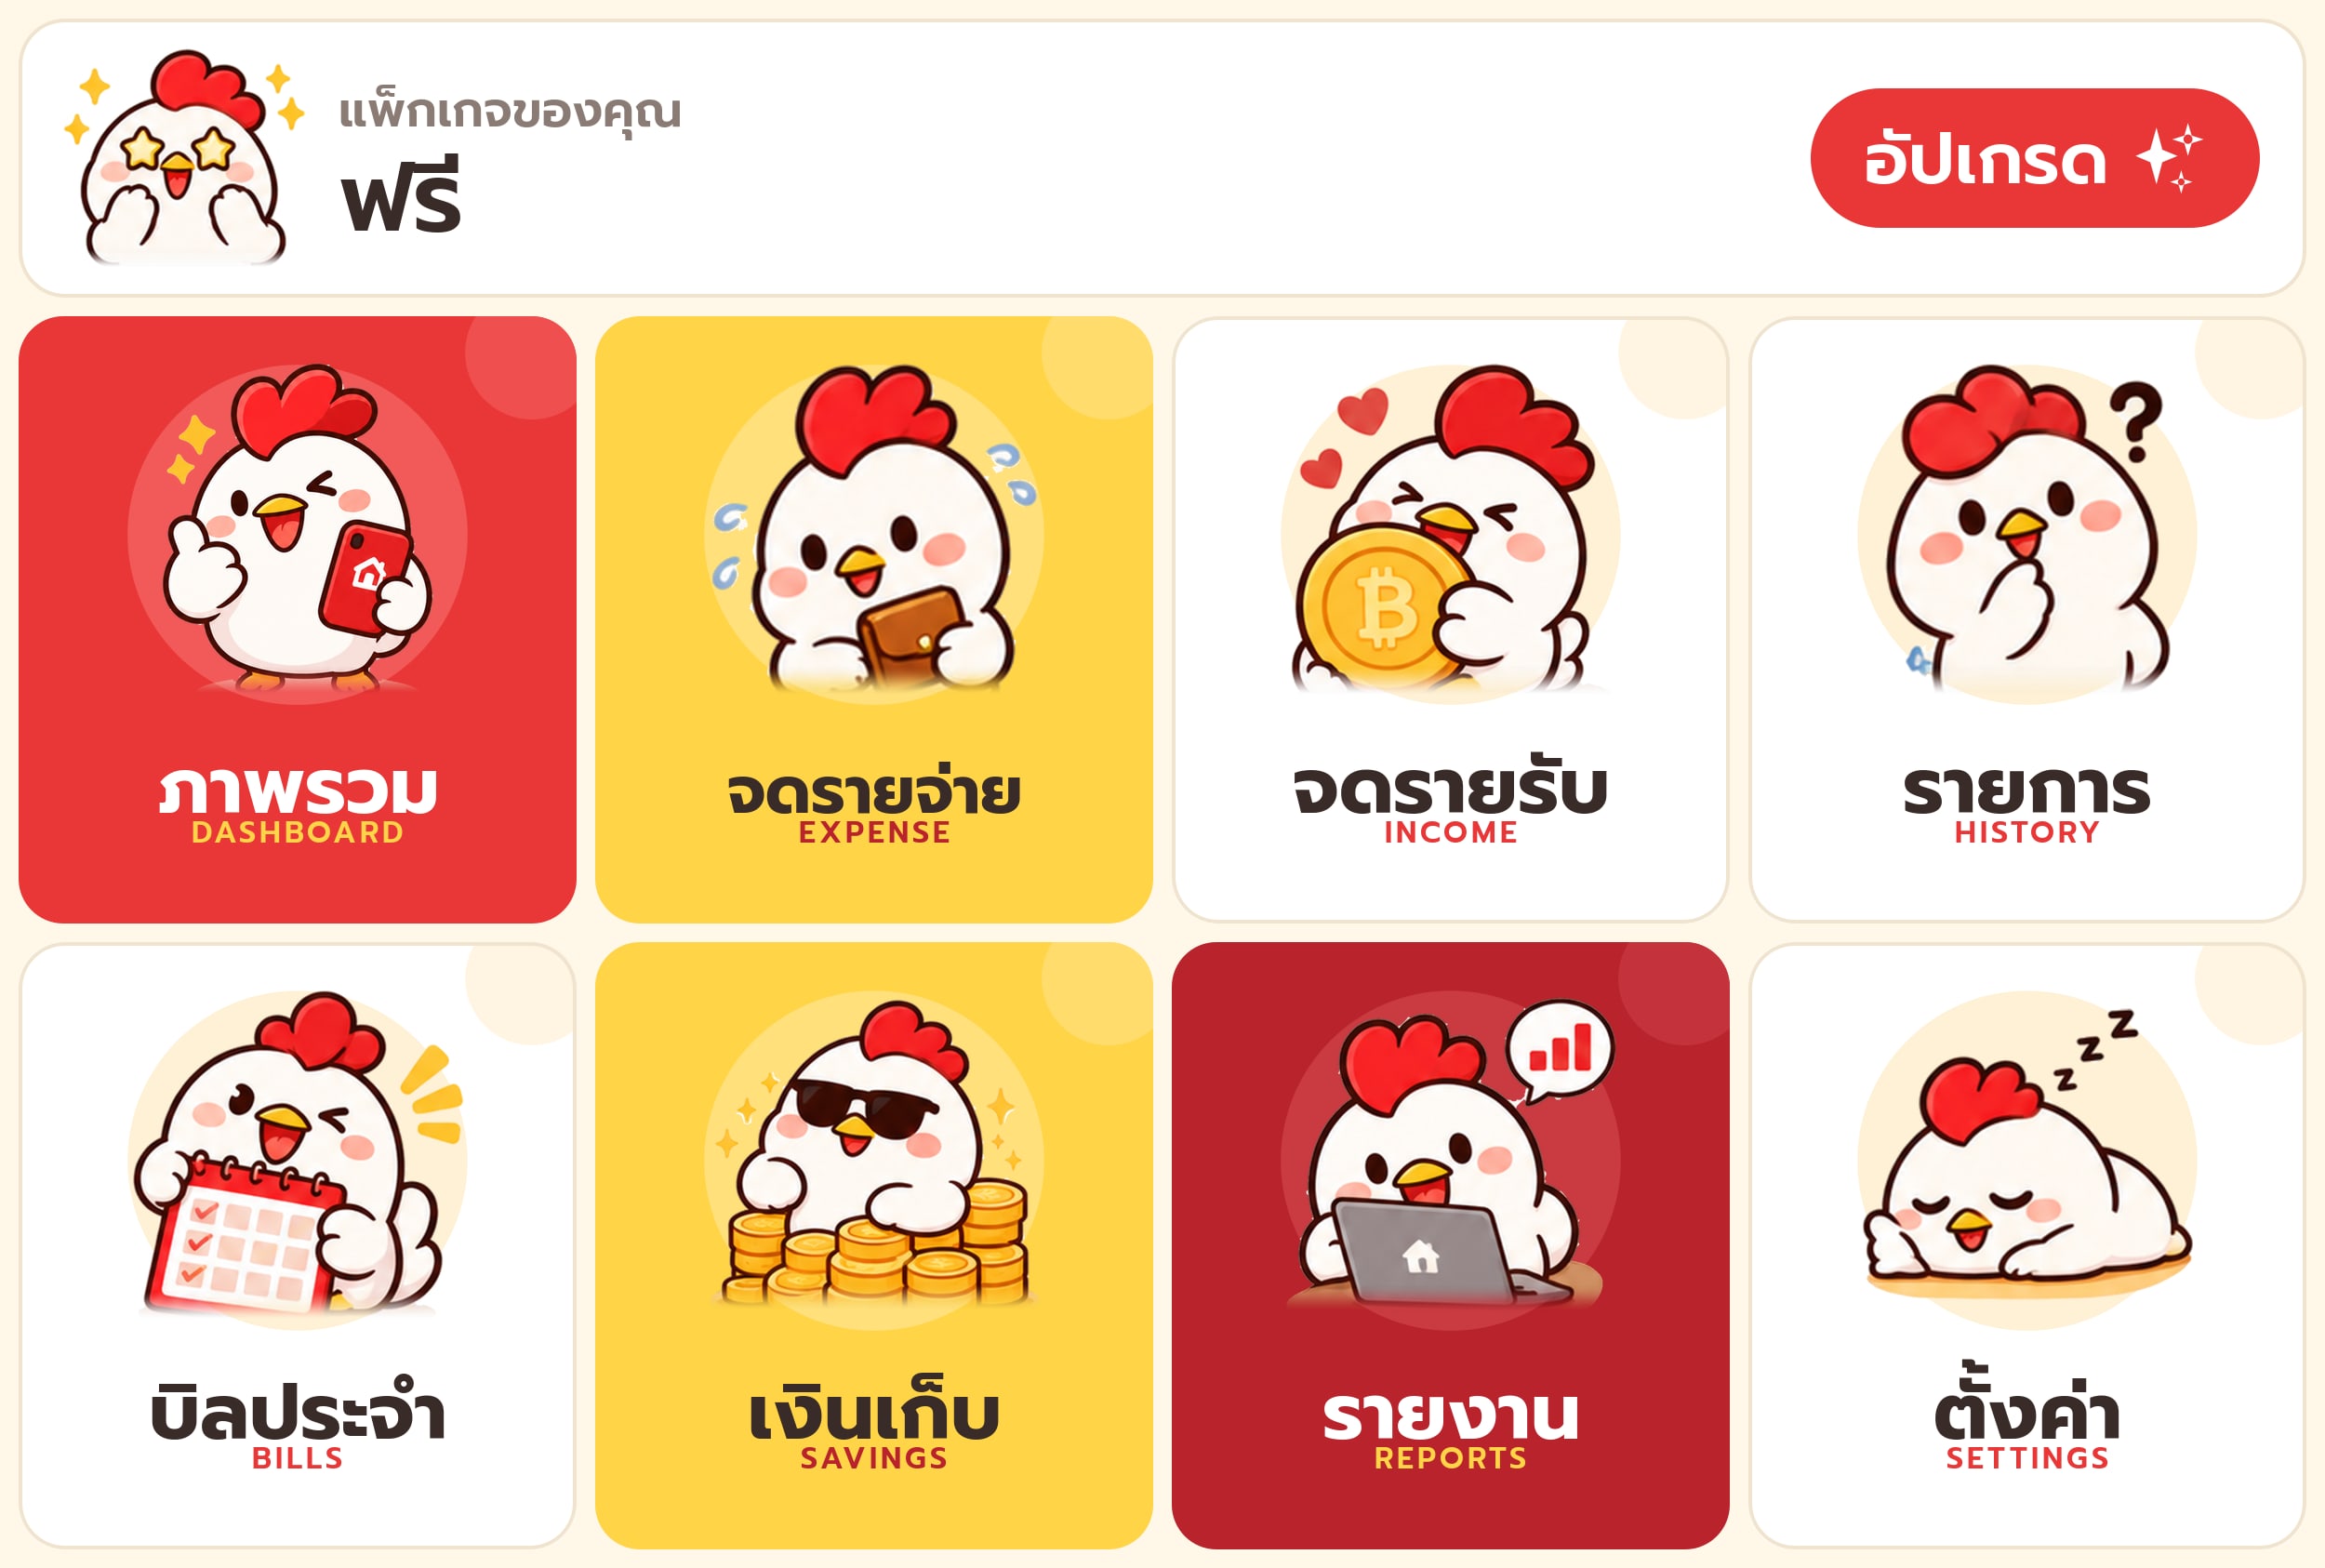 แพ็กเกจของคุณ
ฟรี
อัปเกรด
?
ภาพรวม
DASHBOARD
จดรายจ่าย
EXPENSE
จดรายรับ
INCOME
รายการ
HISTORY
z z z
บิลประจำ
BILLS
เงินเก็บ
SAVINGS
รายงาน
REPORTS
ตั้งค่า
SETTINGS